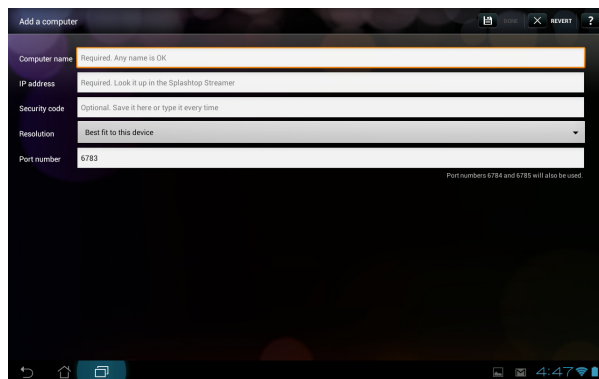 Add a computer
DONE
REVERT
?
Computer name
Required. Any name is OK
IP address
Required. Look it up in the Splashtop Streamer
Security code
Optional. Save it here or type it every time
Resolution
Best fit to this device
Port number
6783
Port numbers 6784 and 6785 will also be used.
4:47